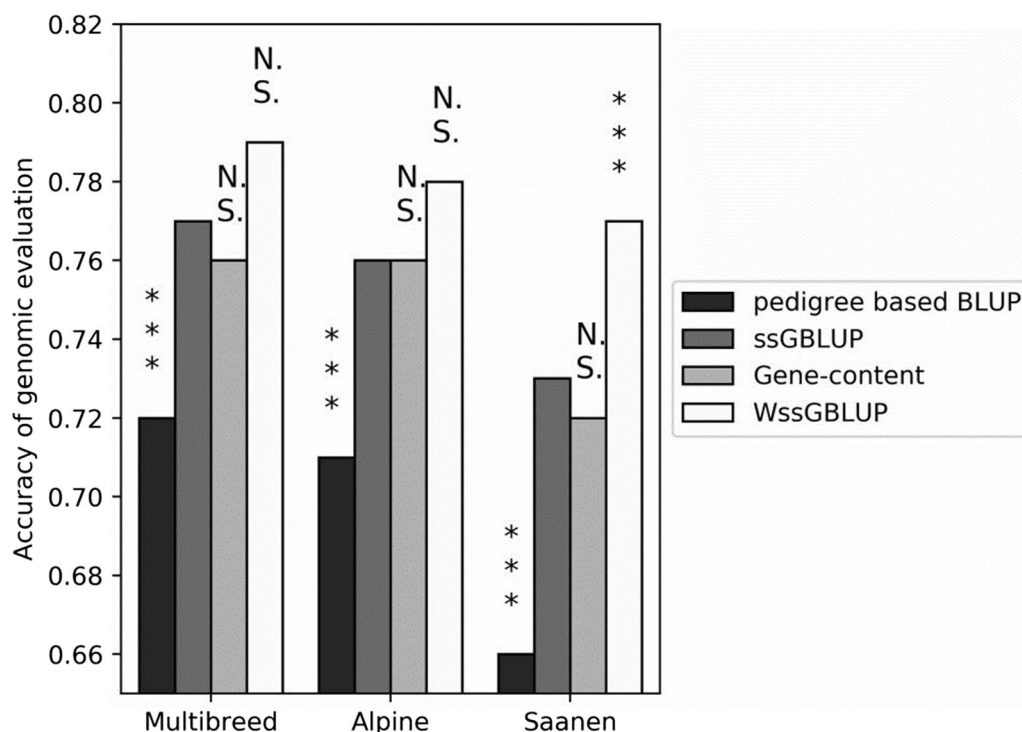 0.82
0.80
0.78
0.76
0.74
0.72
0.70
0.68
0.66
Accuracy of genomic evaluation
*
*
*
N.
S.
N.
S.
*
*
*
N.
S.
N.
S.
*
*
*
N.
S.
*
*
*
Multibreed
Alpine
Saanen
pedigree based BLUP
ssGBLUP
Gene-content
WssGBLUP